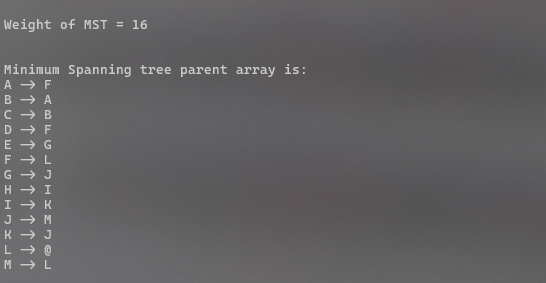 Weight of MST = 16
Minimum Spanning tree parent array is:
A -> F
B -> A
C -> B
D -> F
E -> G
F -> L
G -> J
H -> I
I -> K
J -> M
K -> J
L -> @
M -> L